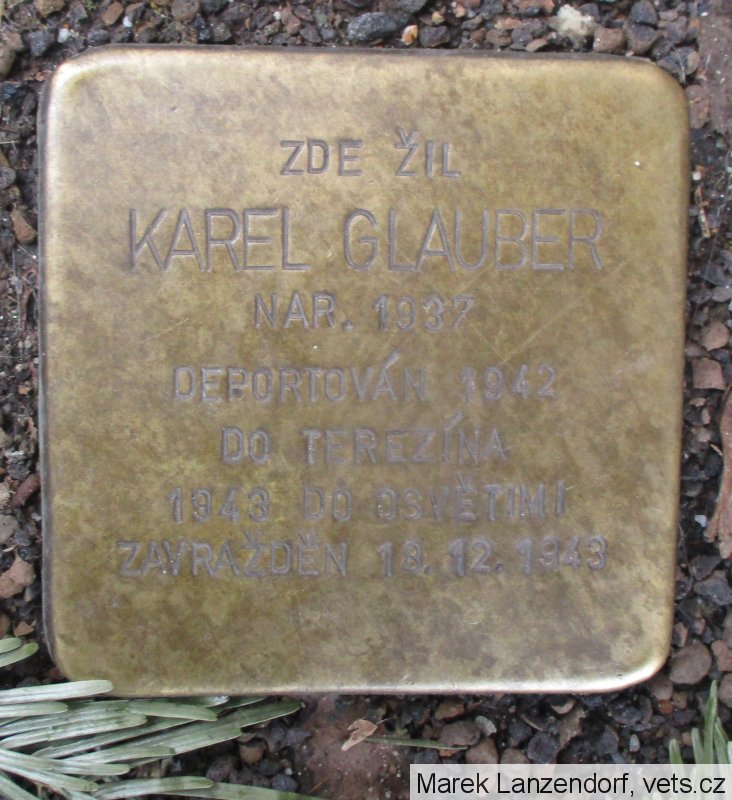 ZDE ŽIL
KAREL GLAUBER
NAR. 1937
DEPORTOVÁN 1942
DO TEREZÍNA
1943 DO OSVĚTIMI
ZAVRAŽDĚN 18. 12. 1943
Marek Lanzendorf, vets.cz